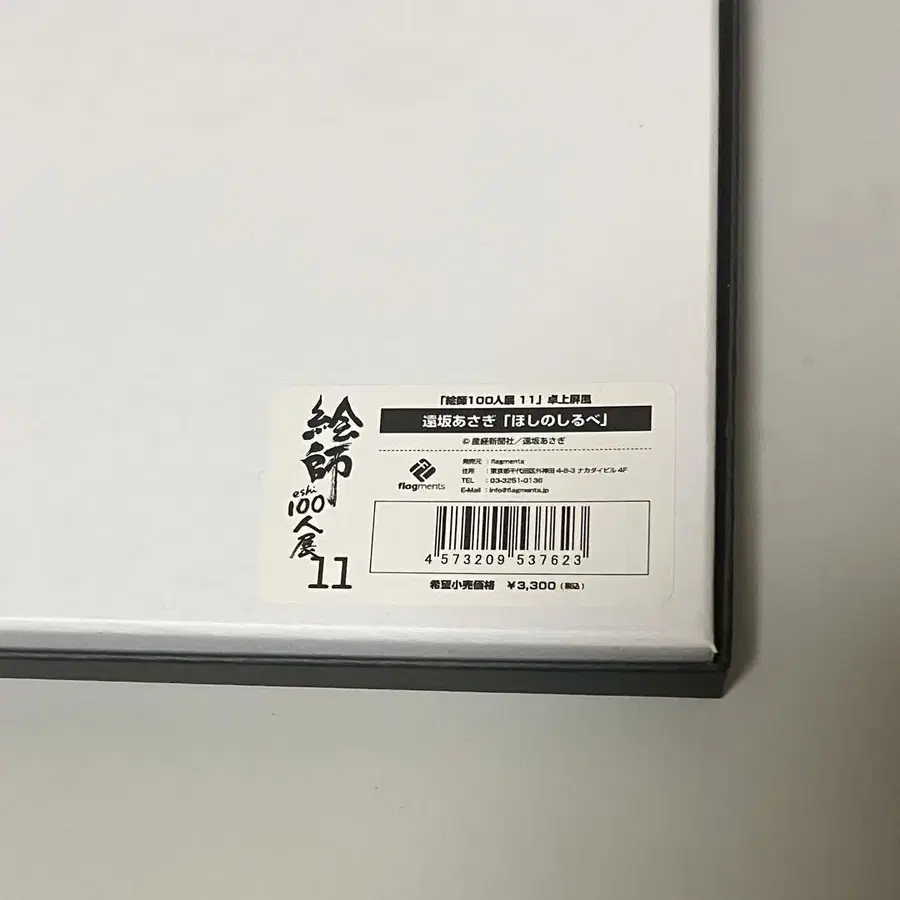 絵師
eshi
100
人展
11
「絵師100人展 11」卓上屏風
遠坂あさぎ「ほしのしるべ」
© 産経新聞社/遠坂あさぎ
flagments
発売元 : flagments
住所 : 東京都千代田区外神田 4-8-3 ナカダイビル 4F
TEL : 03-3251-0136
E-Mail : info@flagments.jp
4 573209 537623
希望小売価格 ¥3,300 (税込)